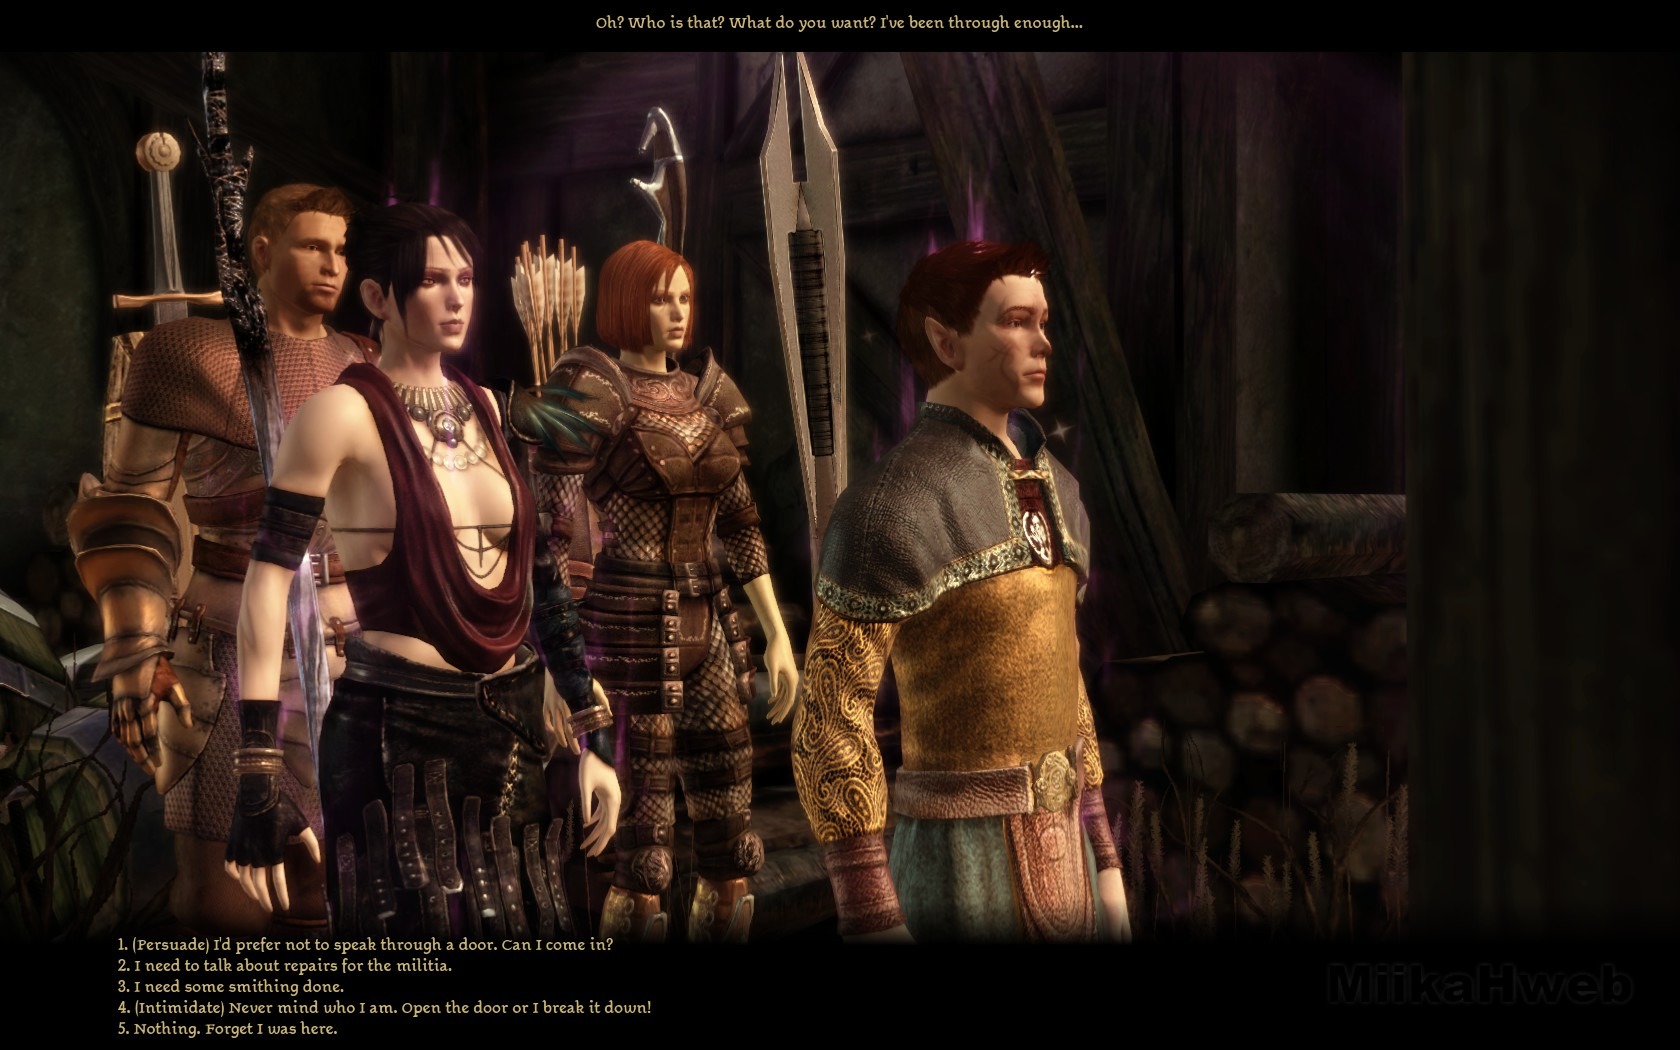 Oh? Who is that? What do you want? I've been through enough...
1. (Persuade) I'd prefer not to speak through a door. Can I come in?
2. I need to talk about repairs for the militia.
3. I need some smithing done.
4. (Intimidate) Never mind who I am. Open the door or I break it down!
5. Nothing. Forget I was here.
MiikaHweb